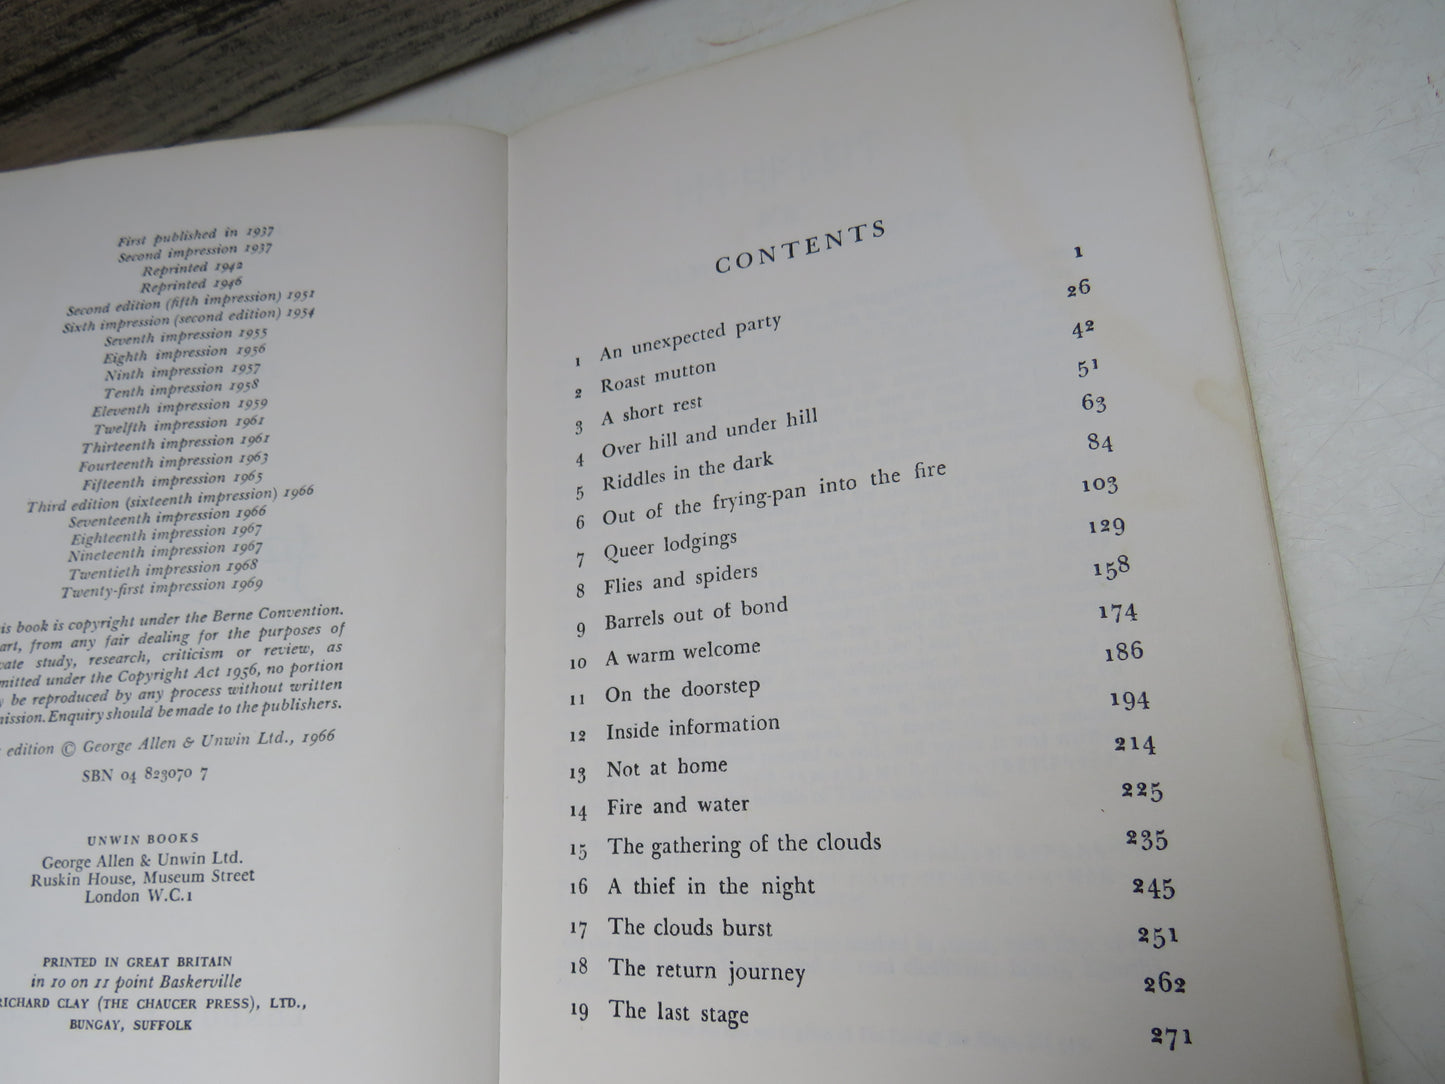 First published in 1937
Second impression 1937
Reprinted 1942
Reprinted 1946
Second edition (fifth impression) 1951
Sixth impression (second edition) 1954
Seventh impression 1955
Eighth impression 1956
Ninth impression 1957
Tenth impression 1958
Eleventh impression 1959
Twelfth impression 1961
Thirteenth impression 1961
Fourteenth impression 1963
Fifteenth impression 1965
Third edition (sixteenth impression) 1966
Seventeenth impression 1966
Eighteenth impression 1967
Nineteenth impression 1967
Twentieth impression 1968
Twenty-first impression 1969
is book is copyright under the Berne Convention.
art, from any fair dealing for the purposes of
vate study, research, criticism or review, as
mitted under the Copyright Act 1956, no portion
y be reproduced by any process without written
mission. Enquiry should be made to the publishers.
edition © George Allen & Unwin Ltd., 1966
SBN 04 823070 7
UNWIN BOOKS
George Allen & Unwin Ltd.
Ruskin House, Museum Street
London W.C.1
PRINTED IN GREAT BRITAIN
in 10 on 11 point Baskerville
RICHARD CLAY (THE CHAUCER PRESS), LTD.,
BUNGAY, SUFFOLK
CONTENTS
1 An unexpected party 1
2 Roast mutton 26
3 A short rest 42
4 Over hill and under hill 51
5 Riddles in the dark 63
6 Out of the frying-pan into the fire 84
7 Queer lodgings 103
8 Flies and spiders 129
9 Barrels out of bond 158
10 A warm welcome 174
11 On the doorstep 186
12 Inside information 194
13 Not at home 214
14 Fire and water 225
15 The gathering of the clouds 235
16 A thief in the night 245
17 The clouds burst 251
18 The return journey 262
19 The last stage 271